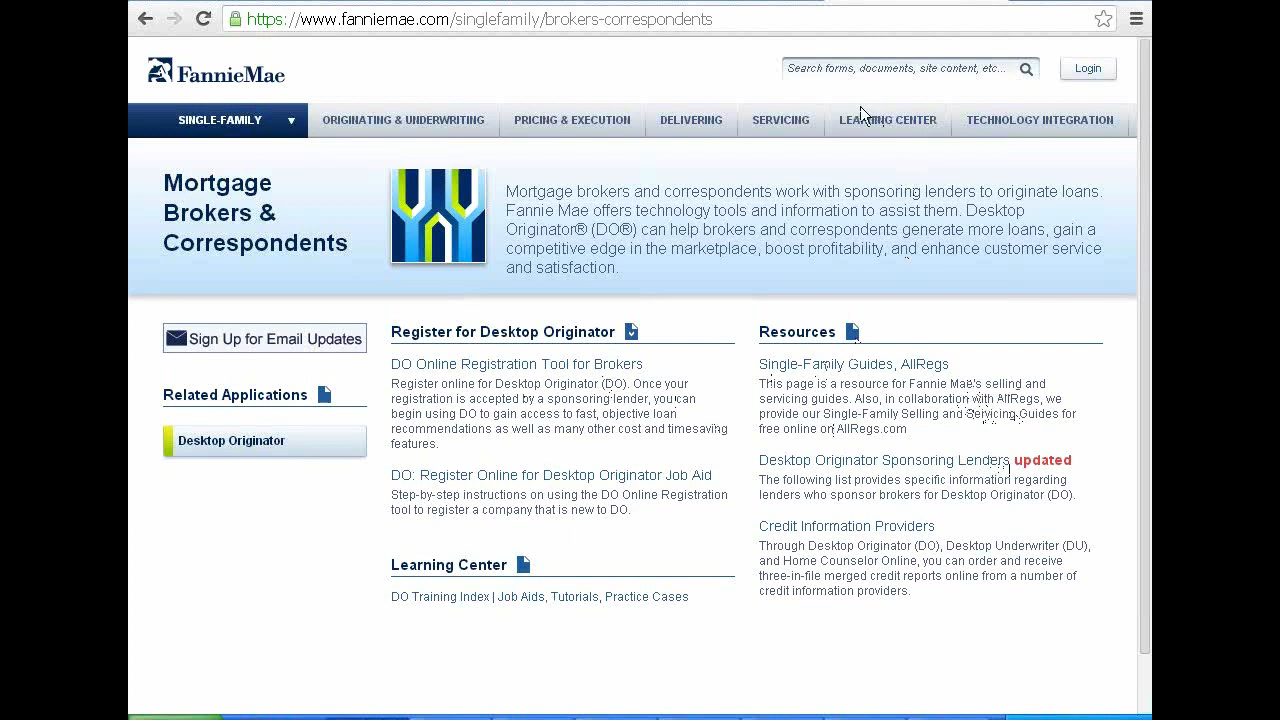 https://www.fanniemae.com/singlefamily/brokers-correspondents
FannieMae
Search forms, documents, site content, etc...
Login
SINGLE-FAMILY
ORIGINATING & UNDERWRITING
PRICING & EXECUTION
DELIVERING
SERVICING
LEARNING CENTER
TECHNOLOGY INTEGRATION
Mortgage
Brokers &
Correspondents
Mortgage brokers and correspondents work with sponsoring lenders to originate loans.
Fannie Mae offers technology tools and information to assist them. Desktop
Originator® (DO®) can help brokers and correspondents generate more loans, gain a
competitive edge in the marketplace, boost profitability, and enhance customer service
and satisfaction.
Sign Up for Email Updates
Related Applications
Desktop Originator
Register for Desktop Originator
DO Online Registration Tool for Brokers
Register online for Desktop Originator (DO). Once your
registration is accepted by a sponsoring lender, you can
begin using DO to gain access to fast, objective loan
recommendations as well as many other cost and timesaving
features.
DO: Register Online for Desktop Originator Job Aid
Step-by-step instructions on using the DO Online Registration
tool to register a company that is new to DO.
Learning Center
DO Training Index | Job Aids, Tutorials, Practice Cases
Resources
Single-Family Guides, AllRegs
This page is a resource for Fannie Mae's selling and
servicing guides. Also, in collaboration with AllRegs, we
provide our Single-Family Selling and Servicing Guides for
free online on AllRegs.com
Desktop Originator Sponsoring Lenders updated
The following list provides specific information regarding
lenders who sponsor brokers for Desktop Originator (DO).
Credit Information Providers
Through Desktop Originator (DO), Desktop Underwriter (DU),
and Home Counselor Online, you can order and receive
three-in-file merged credit reports online from a number of
credit information providers.